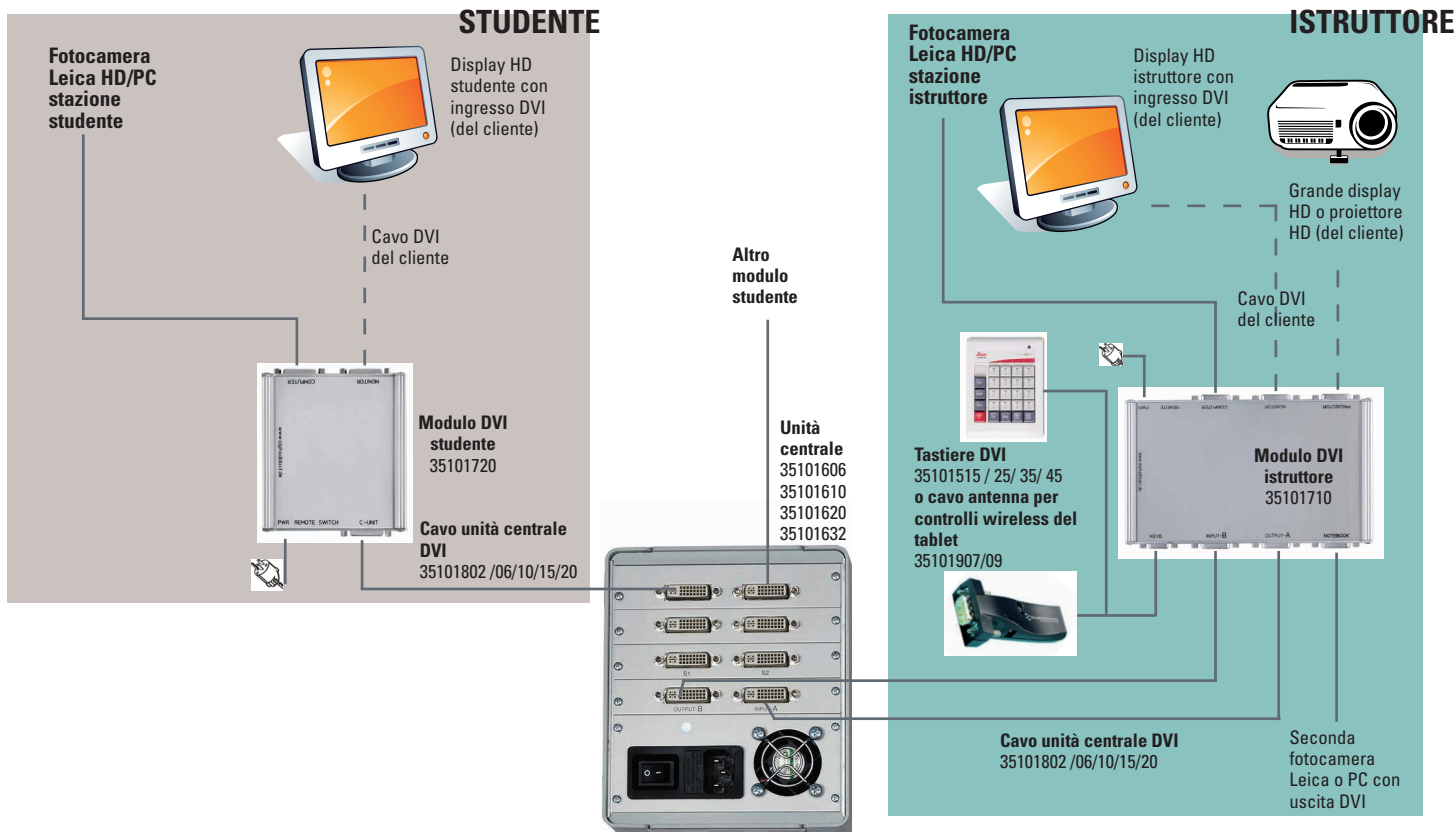 STUDENTE
Fotocamera
Leica HD/PC
stazione
studente
Display HD
studente con
ingresso DVI
(del cliente)
Cavo DVI
del cliente
COMPUTER
MONITOR
Modulo DVI
studente
35101720
PWR REMOTE SWITCH C.-UNIT
Cavo unità centrale
DVI
35101802 /06/10/15/20
Altro
modulo
studente
Unità
centrale
35101606
35101610
35101620
35101632
S1 S2
OUTPUT-B INPUT-A
ISTRUTTORE
Fotocamera
Leica HD/PC
stazione
istruttore
Display HD
istruttore con
ingresso DVI
(del cliente)
Grande display
HD o proiettore
HD (del cliente)
Cavo DVI
del cliente
Tastiere DVI
35101515 / 25/ 35/ 45
o cavo antenna per
controlli wireless del
tablet
35101907/09
PWR REMOTE COMPUTER MONITOR PROJECTOR
Modulo DVI
istruttore
35101710
KEYB INPUT-B OUTPUT-A NOTEBOOK
Cavo unità centrale DVI
35101802 /06/10/15/20
Seconda
fotocamera
Leica o PC con
uscita DVI